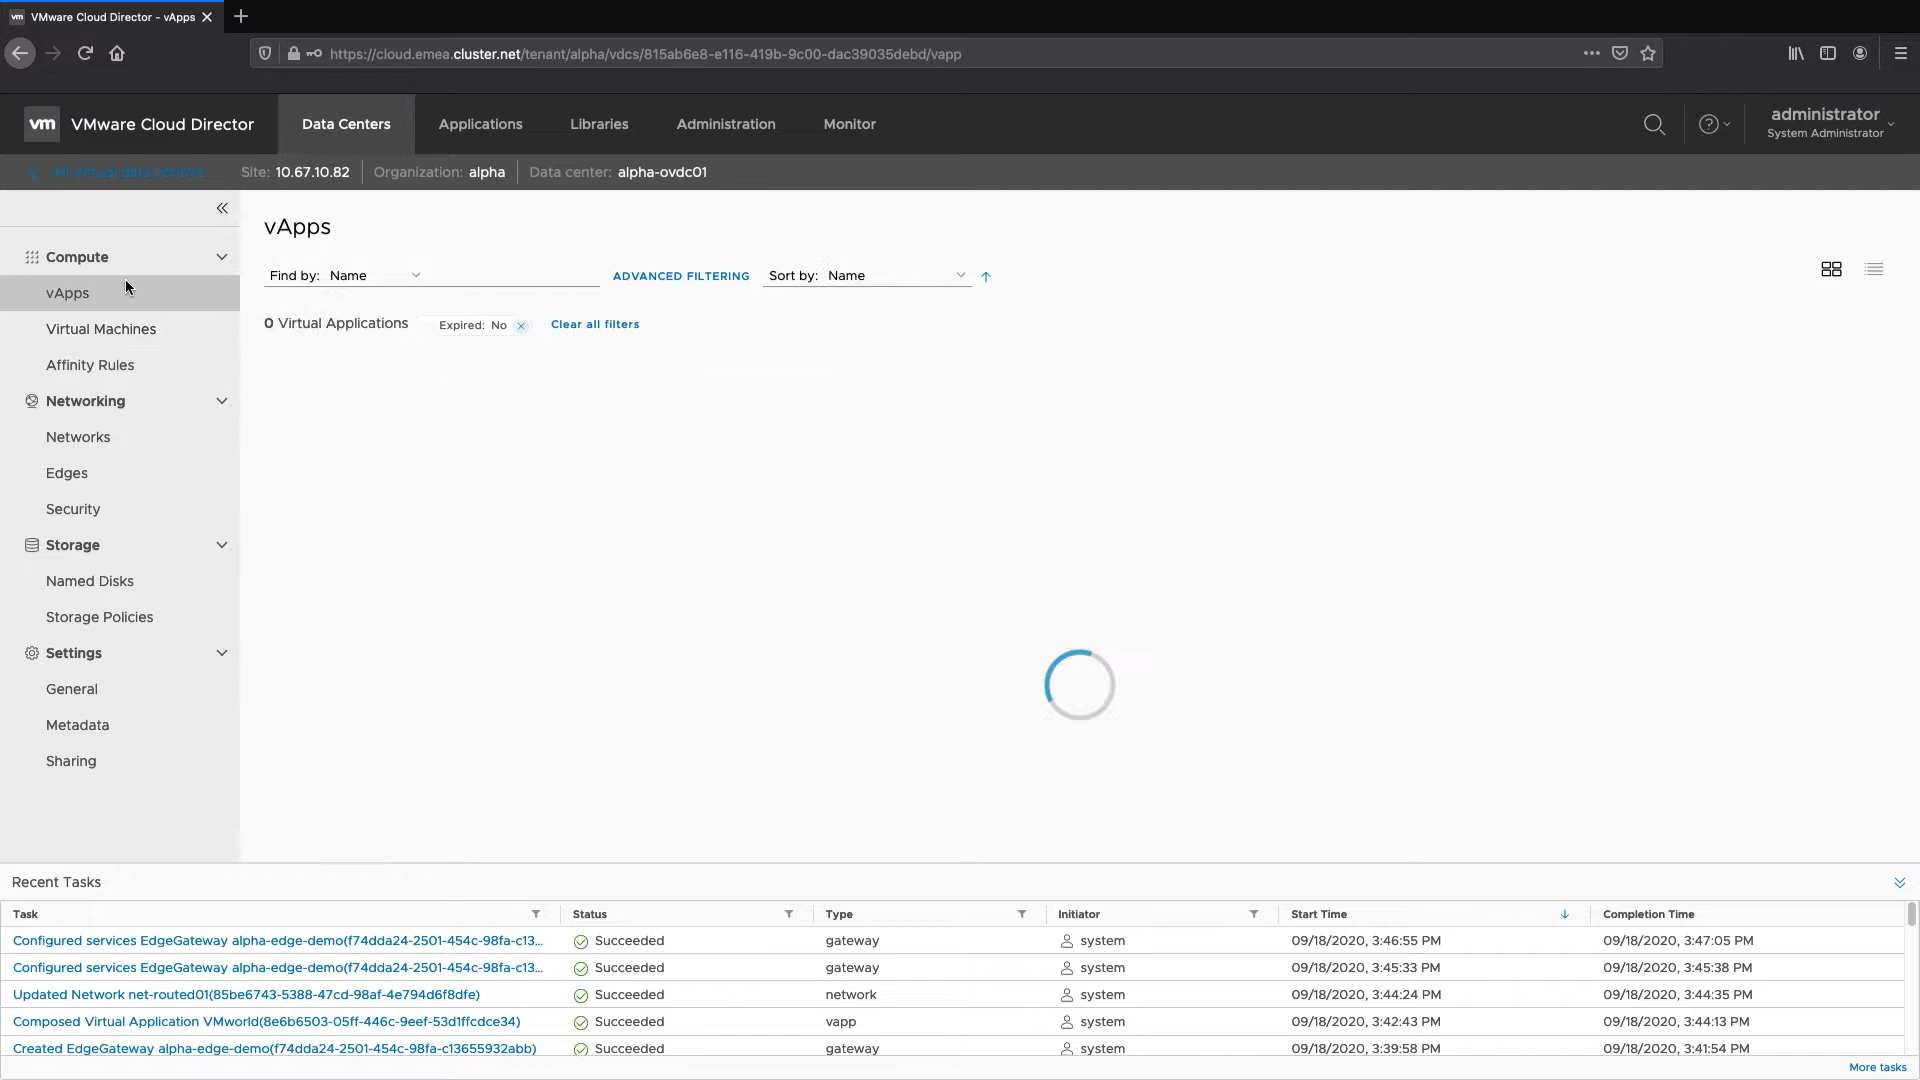 vm VMware Cloud Director - vApps
https://cloud.emea.cluster.net/tenant/alpha/vdcs/815ab6e8-e116-419b-9c00-dac39035debd/vapp
vm VMware Cloud Director Data Centers Applications Libraries Administration Monitor administrator
System Administrator
All virtual data centers Site: 10.67.10.82 Organization: alpha Data center: alpha-ovdc01
vApps
Compute
Find by: Name ADVANCED FILTERING Sort by: Name
vApps
0 Virtual Applications Expired: No Clear all filters
Virtual Machines
Affinity Rules
Networking
Networks
Edges
Security
Storage
Named Disks
Storage Policies
Settings
General
Metadata
Sharing
Recent Tasks
Task Status Type Initiator Start Time Completion Time
Configured services EdgeGateway alpha-edge-demo(f74dda24-2501-454c-98fa-c13... Succeeded gateway system 09/18/2020, 3:46:55 PM 09/18/2020, 3:47:05 PM
Configured services EdgeGateway alpha-edge-demo(f74dda24-2501-454c-98fa-c13... Succeeded gateway system 09/18/2020, 3:45:33 PM 09/18/2020, 3:45:38 PM
Updated Network net-routed01(85be6743-5388-47cd-98af-4e794d6f8dfe) Succeeded network system 09/18/2020, 3:44:24 PM 09/18/2020, 3:44:35 PM
Composed Virtual Application VMworld(8e6b6503-05ff-446c-9eef-53d1ffcdce34) Succeeded vapp system 09/18/2020, 3:42:43 PM 09/18/2020, 3:44:13 PM
Created EdgeGateway alpha-edge-demo(f74dda24-2501-454c-98fa-c13655932abb) Succeeded gateway system 09/18/2020, 3:39:58 PM 09/18/2020, 3:41:54 PM
More tasks